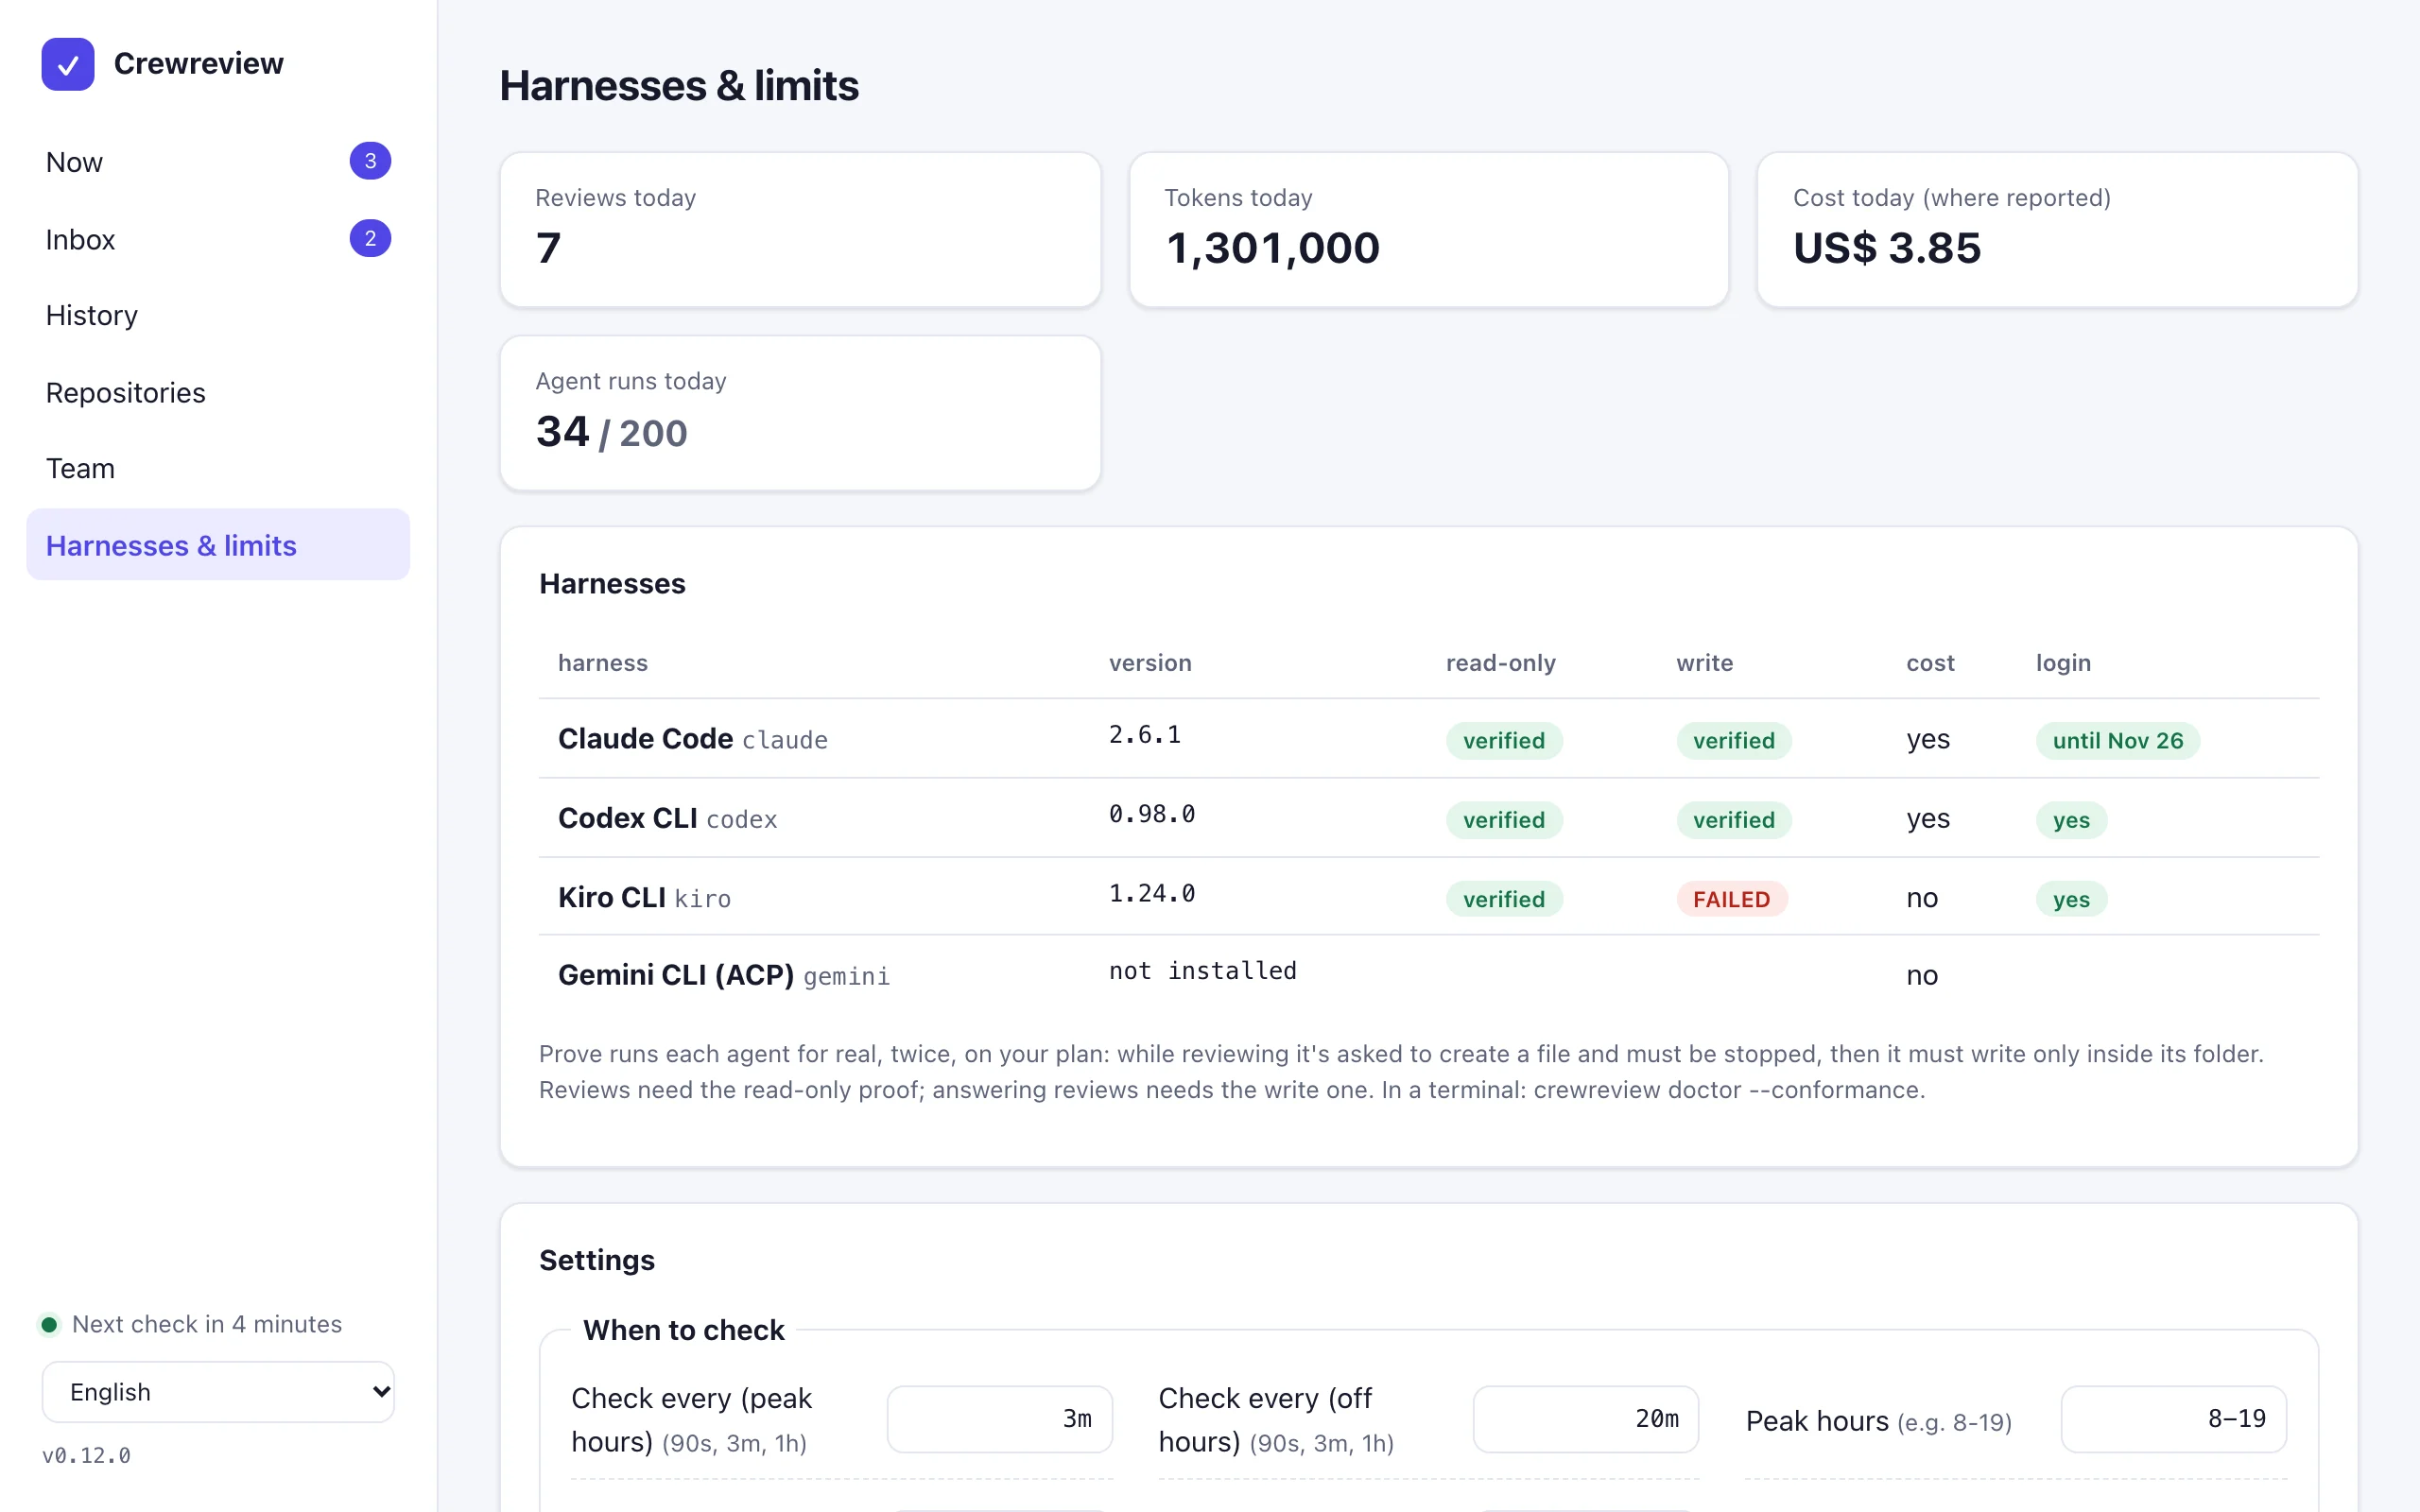 Crewreview
Now 3
Inbox 2
History
Repositories
Team
Harnesses & limits
Next check in 4 minutes
English
v0.12.0
Harnesses & limits
Reviews today
7
Tokens today
1,301,000
Cost today (where reported)
US$ 3.85
Agent runs today
34 / 200
Harnesses
harness version read-only write cost login
Claude Code claude 2.6.1 verified verified yes until Nov 26
Codex CLI codex 0.98.0 verified verified yes yes
Kiro CLI kiro 1.24.0 verified FAILED no yes
Gemini CLI (ACP) gemini not installed no
Prove runs each agent for real, twice, on your plan: while reviewing it's asked to create a file and must be stopped, then it must write only inside its folder.
Reviews need the read-only proof; answering reviews needs the write one. In a terminal: crewreview doctor --conformance.
Settings
When to check
Check every (peak
hours) (90s, 3m, 1h)
3m
Check every (off
hours) (90s, 3m, 1h)
20m
Peak hours (e.g. 8-19)
8–19